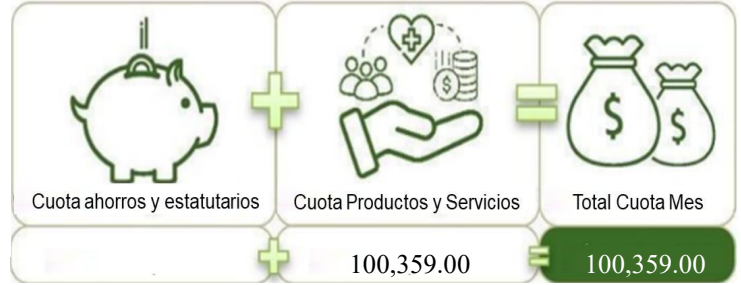 Cuota ahorros y estatutarios
Cuota Productos y Servicios
Total Cuota Mes
100,359.00
100,359.00